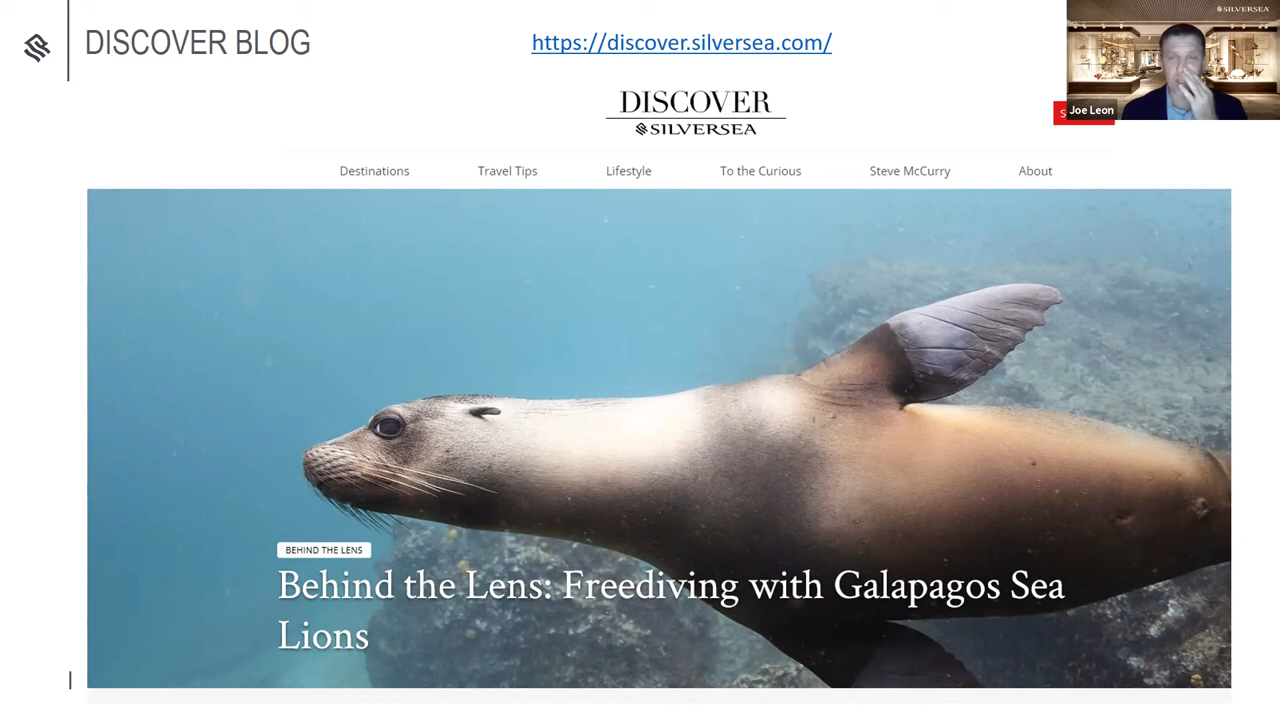 DISCOVER BLOG
https://discover.silversea.com/
SILVERSEA
Joe Leon
DISCOVER
SILVERSEA
Destinations
Travel Tips
Lifestyle
To the Curious
Steve McCurry
About
BEHIND THE LENS
Behind the Lens: Freediving with Galapagos Sea
Lions